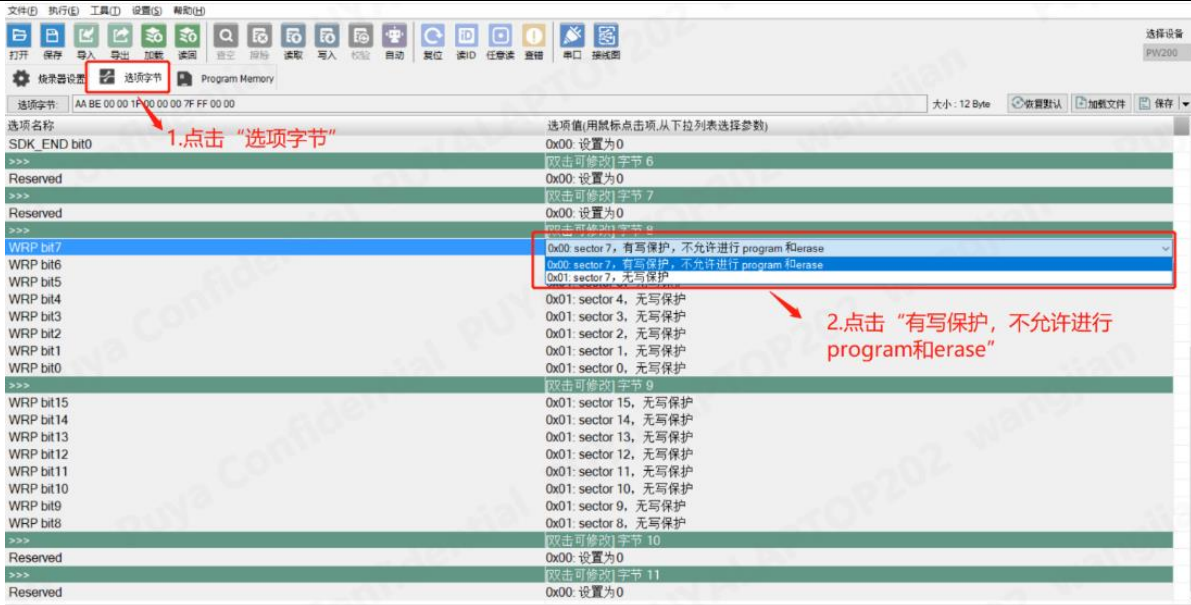 文件(F) 执行(E) 工具(T) 设置(S) 帮助(H)
打开 保存 导入 导出 加载 读回 查空 擦除 读取 写入 校验 自动 复位 读ID 任意读 查错 串口 接线图
选择设备
PW200
烧录器设置 选项字节 Program Memory
选项字节: AA BE 00 00 1F 00 00 00 7F FF 00 00 大小 : 12 Byte 恢复默认 加载文件 保存
选项名称 选项值(用鼠标点击项,从下拉列表选择参数)
1.点击“选项字节”
SDK_END bit0 0x00: 设置为0
>>> [双击可修改] 字节 6
Reserved 0x00: 设置为0
>>> [双击可修改] 字节 7
Reserved 0x00: 设置为0
>>> [双击可修改] 字节 8
WRP bit7 0x00: sector 7，有写保护，不允许进行 program 和erase
WRP bit6 0x00: sector 7，有写保护，不允许进行 program 和erase
WRP bit5 0x01: sector 7，无写保护
WRP bit4 0x01: sector 4，无写保护
WRP bit3 0x01: sector 3，无写保护
WRP bit2 0x01: sector 2，无写保护
WRP bit1 0x01: sector 1，无写保护
WRP bit0 0x01: sector 0，无写保护
2.点击“有写保护，不允许进行
program和erase”
>>> [双击可修改] 字节 9
WRP bit15 0x01: sector 15，无写保护
WRP bit14 0x01: sector 14，无写保护
WRP bit13 0x01: sector 13，无写保护
WRP bit12 0x01: sector 12，无写保护
WRP bit11 0x01: sector 11，无写保护
WRP bit10 0x01: sector 10，无写保护
WRP bit9 0x01: sector 9，无写保护
WRP bit8 0x01: sector 8，无写保护
>>> [双击可修改] 字节 10
Reserved 0x00: 设置为0
>>> [双击可修改] 字节 11
Reserved 0x00: 设置为0
Puya Confidential PUYA LAPTOP202 wangjian